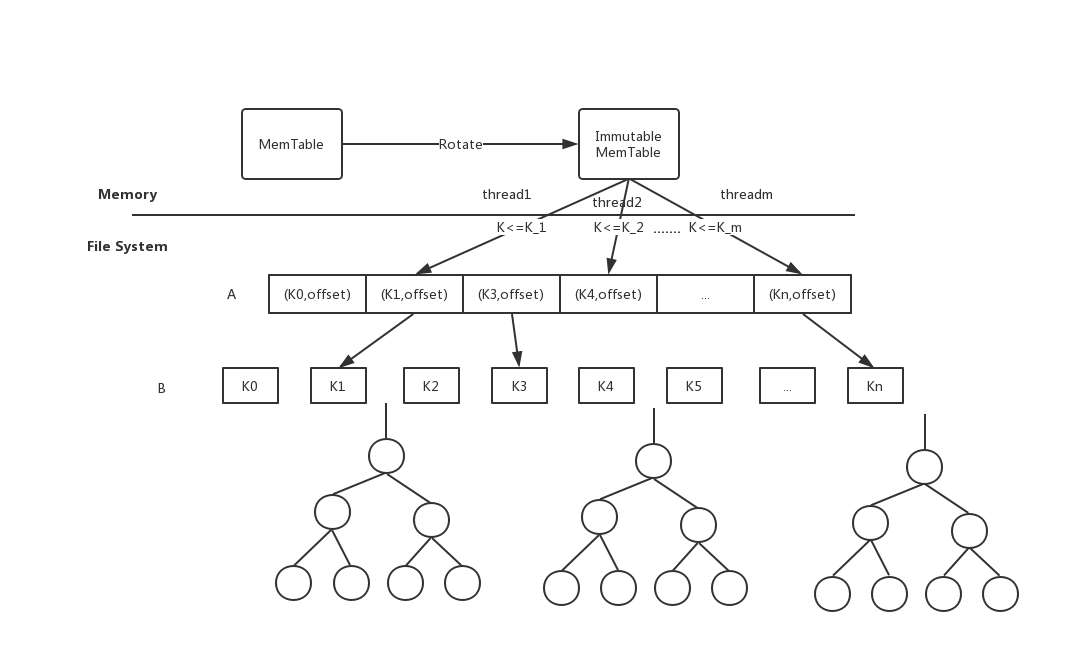 MemTable
Rotate
Immutable
MemTable
Memory
thread1
thread2
threadm
K<=K_1
K<=K_2
.......
K<=K_m
File System
A
(K0,offset)
(K1,offset)
(K3,offset)
(K4,offset)
...
(Kn,offset)
B
K0
K1
K2
K3
K4
K5
...
Kn